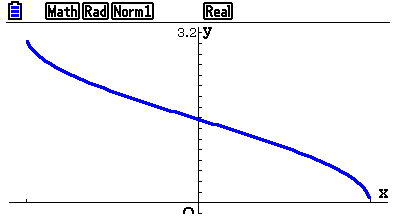 Math Rad Norm1 Real
3.2 y
x
O